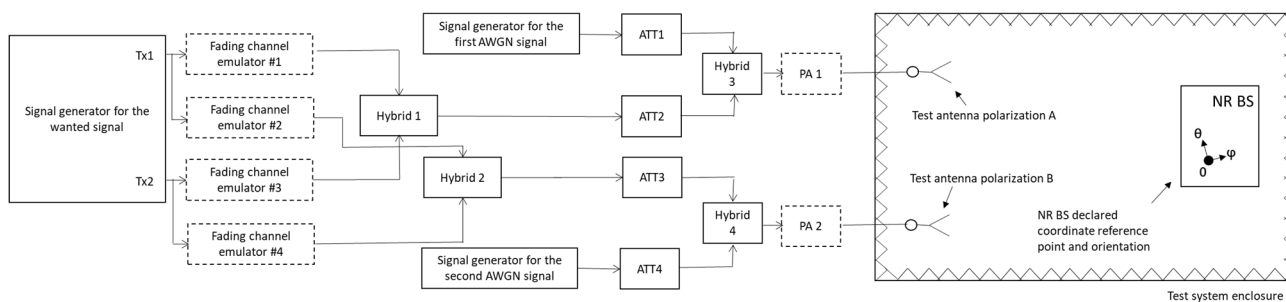 Signal generator for the
wanted signal
Tx1
Tx2
Fading channel
emulator #1
Fading channel
emulator #2
Fading channel
emulator #3
Fading channel
emulator #4
Hybrid 1
Hybrid 2
Signal generator for
the first AWGN signal
Signal generator for the
second AWGN signal
ATT1
ATT2
ATT3
ATT4
Hybrid
3
Hybrid
4
PA 1
PA 2
Test antenna polarization A
Test antenna polarization B
NR BS
θ
φ
0
NR BS declared
coordinate reference
point and orientation
Test system enclosure